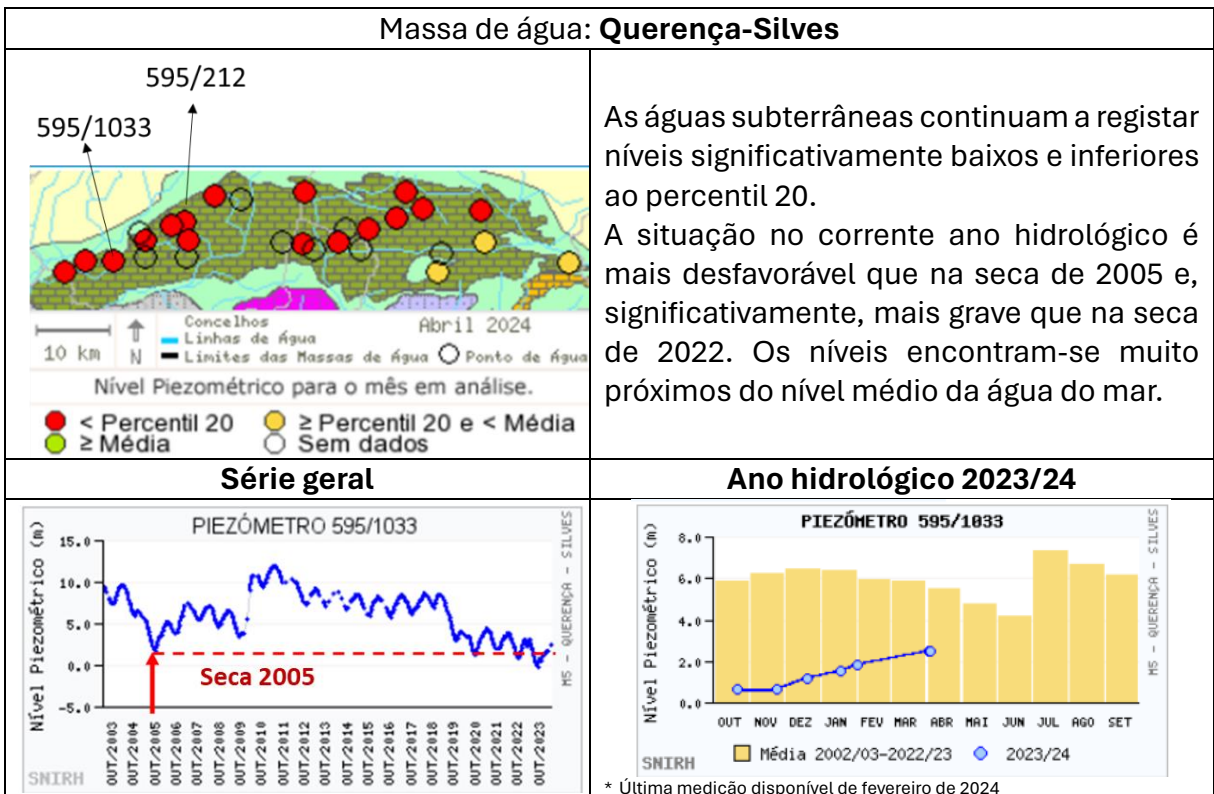 Massa de água: Querença-Silves
595/212
595/1033
Concelhos
Linhas de Água
Limites das Massas de Água
Ponto de Água
Abril 2024
10 km
N
Nível Piezométrico para o mês em análise.
< Percentil 20
≥ Percentil 20 e < Média
≥ Média
Sem dados
As águas subterrâneas continuam a registar
níveis significativamente baixos e inferiores
ao percentil 20.
A situação no corrente ano hidrológico é
mais desfavorável que na seca de 2005 e,
significativamente, mais grave que na seca
de 2022. Os níveis encontram-se muito
próximos do nível médio da água do mar.
Série geral
PIEZÓMETRO 595/1033
Nível Piezométrico (m)
15.0
10.0
5.0
0.0
-5.0
Seca 2005
OUT/2003
OUT/2004
OUT/2005
OUT/2006
OUT/2007
OUT/2008
OUT/2009
OUT/2010
OUT/2011
OUT/2012
OUT/2013
OUT/2014
OUT/2015
OUT/2016
OUT/2017
OUT/2018
OUT/2019
OUT/2020
OUT/2021
OUT/2022
OUT/2023
M5 - QUERENÇA - SILVES
SNIRH
Ano hidrológico 2023/24
PIEZÓMETRO 595/1033
Nível Piezométrico (m)
8.0
6.0
4.0
2.0
0.0
OUT NOV DEZ JAN FEV MAR ABR MAI JUN JUL AGO SET
Média 2002/03-2022/23
2023/24
M5 - QUERENÇA - SILVES
SNIRH
* Última medição disponível de fevereiro de 2024